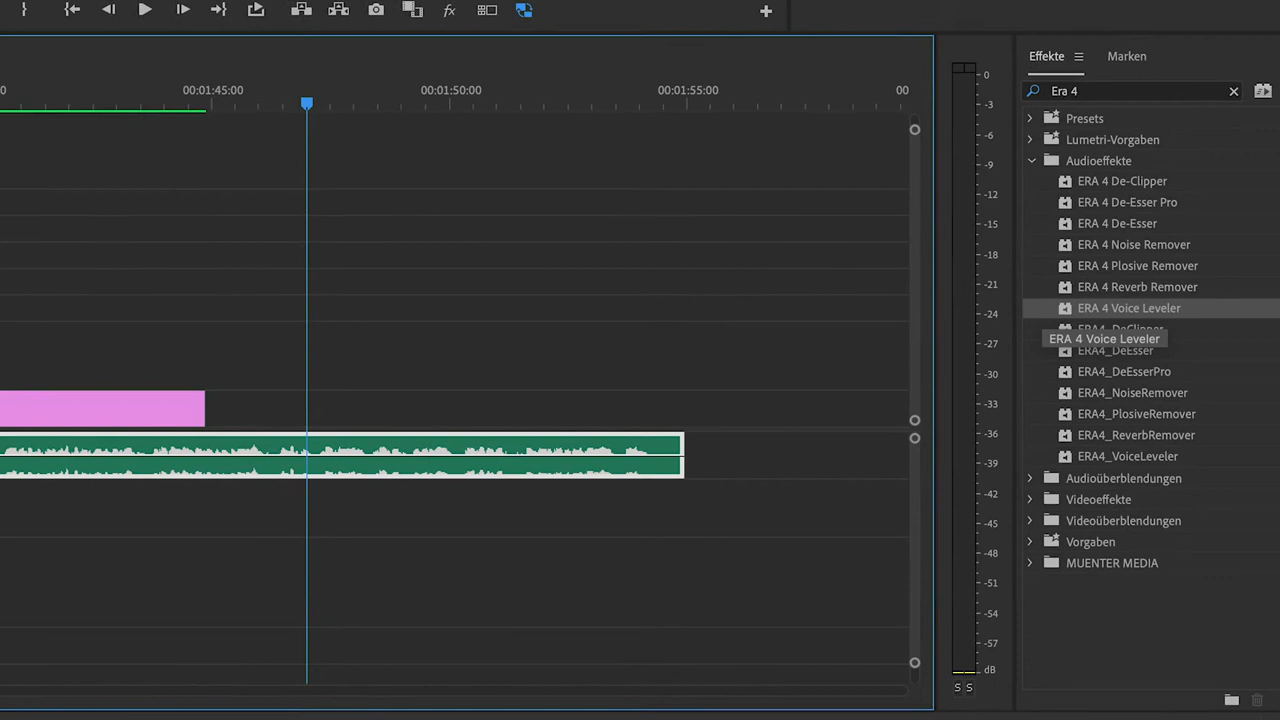 fx
Effekte
Marken
Era 4
0
00:01:45:00
00:01:50:00
00:01:55:00
00
0
-3
-6
-9
-12
-15
-18
-21
-24
-27
-30
-33
-36
-39
-42
-45
-48
-51
-54
-57
dB
S S
Presets
Lumetri-Vorgaben
Audioeffekte
ERA 4 De-Clipper
ERA 4 De-Esser Pro
ERA 4 De-Esser
ERA 4 Noise Remover
ERA 4 Plosive Remover
ERA 4 Reverb Remover
ERA 4 Voice Leveler
ERA4_DeClipper
ERA 4 Voice Leveler
ERA4_DeEsser
ERA4_DeEsserPro
ERA4_NoiseRemover
ERA4_PlosiveRemover
ERA4_ReverbRemover
ERA4_VoiceLeveler
Audioüberblendungen
Videoeffekte
Videoüberblendungen
Vorgaben
MUENTER MEDIA